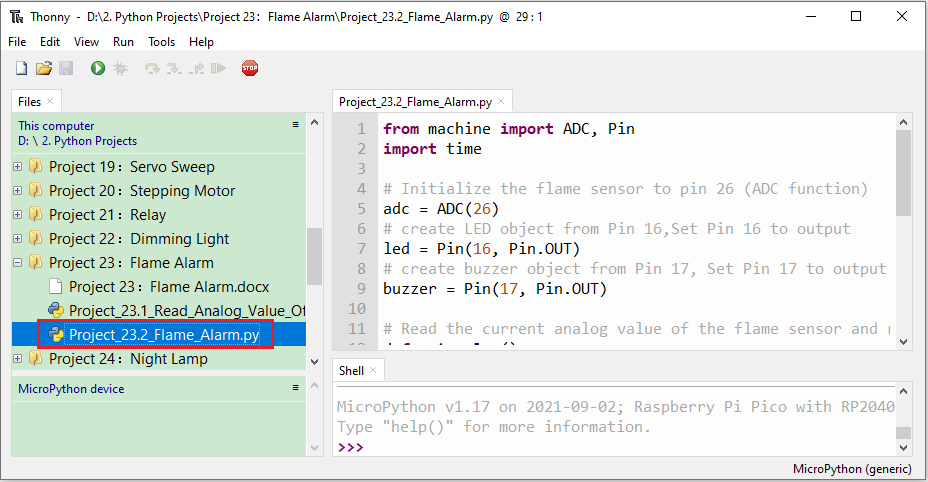 Thonny - D:\2. Python Projects\Project 23：Flame Alarm\Project_23.2_Flame_Alarm.py @ 29 : 1
File Edit View Run Tools Help
STOP
Files ×
This computer
D: \ 2. Python Projects
Project 19：Servo Sweep
Project 20：Stepping Motor
Project 21：Relay
Project 22：Dimming Light
Project 23：Flame Alarm
Project 23：Flame Alarm.docx
Project_23.1_Read_Analog_Value_Of
Project_23.2_Flame_Alarm.py
Project 24：Night Lamp
MicroPython device
Project_23.2_Flame_Alarm.py ×
1 from machine import ADC, Pin
2 import time
3
4 # Initialize the flame sensor to pin 26 (ADC function)
5 adc = ADC(26)
6 # create LED object from Pin 16,Set Pin 16 to output
7 led = Pin(16, Pin.OUT)
8 # create buzzer object from Pin 17, Set Pin 17 to output
9 buzzer = Pin(17, Pin.OUT)
10
11 # Read the current analog value of the flame sensor and
Shell ×
MicroPython v1.17 on 2021-09-02; Raspberry Pi Pico with RP2040
Type "help()" for more information.
>>>
MicroPython (generic)